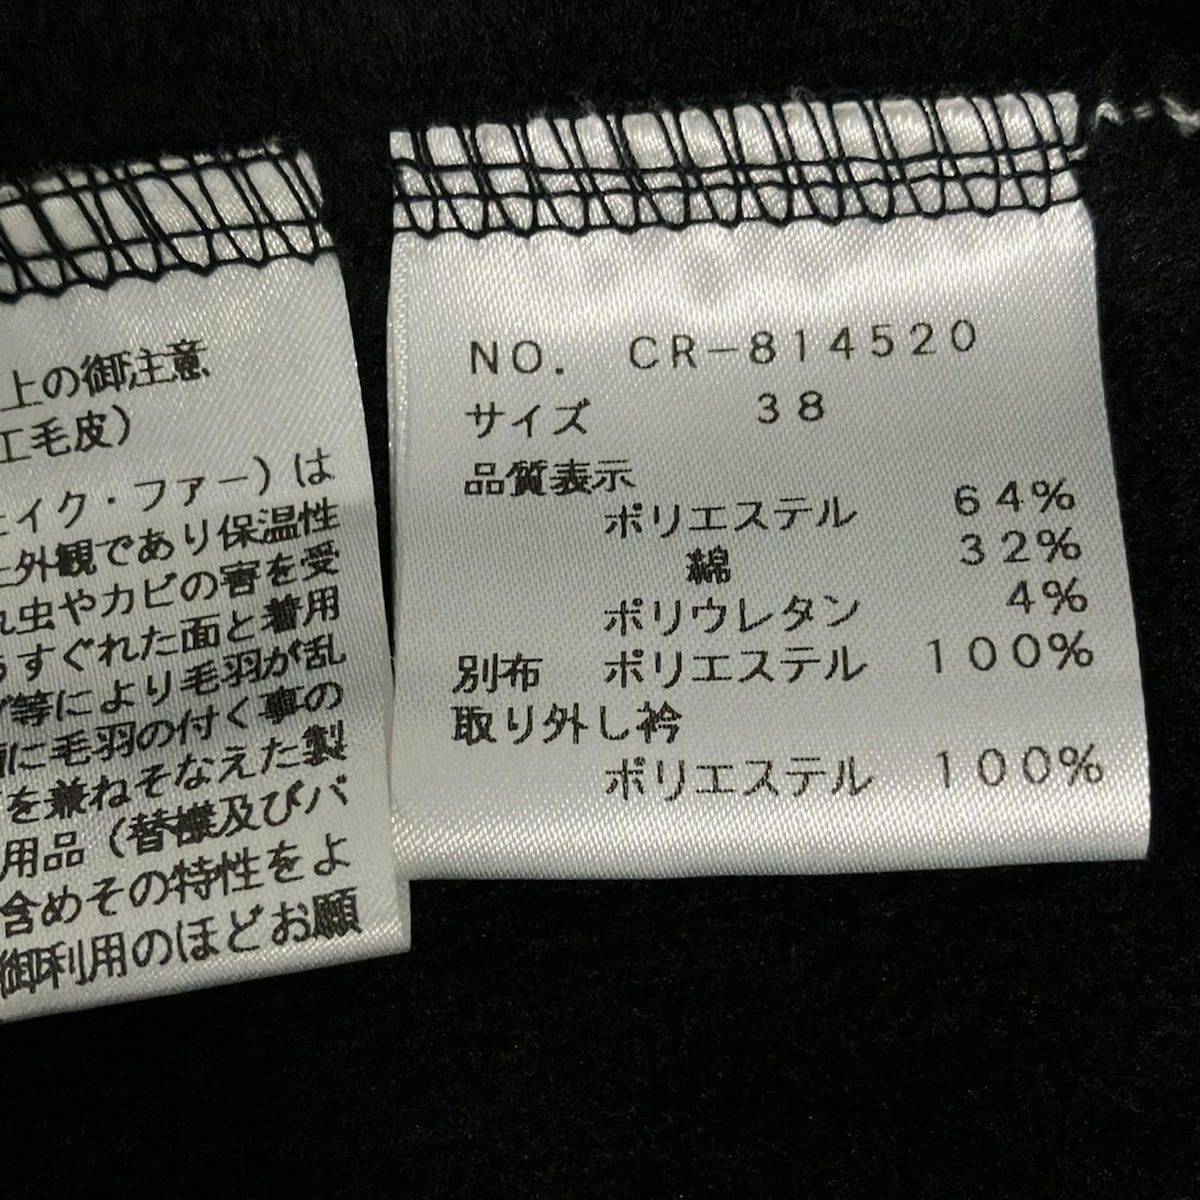 上の御注意
工毛皮）
ェイク・ファー）は
外観であり保温性
虫やカビの害を受
すぐれた面と着用
等により毛羽が乱
に毛羽の付く事の
を兼ねそなえた製
用品（替襟及びバ
含めその特性をよ
御利用のほどお願
NO. CR-814520
サイズ 38
品質表示
ポリエステル 64%
綿 32%
ポリウレタン 4%
別布 ポリエステル 100%
取り外し衿
ポリエステル 100%